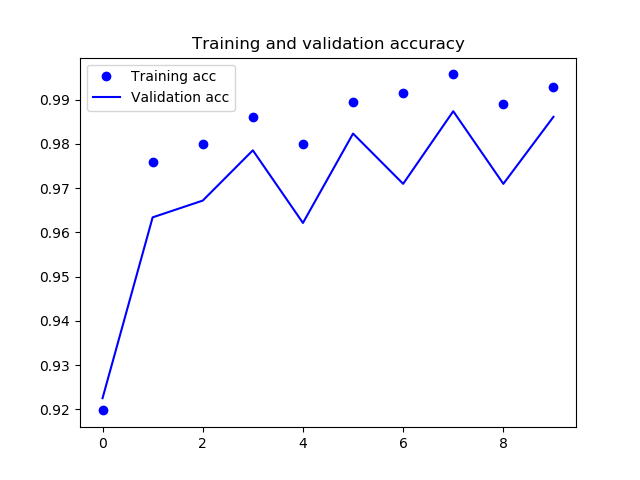 Training and validation accuracy
Training acc
Validation acc
0.99
0.98
0.97
0.96
0.95
0.94
0.93
0.92
0 2 4 6 8